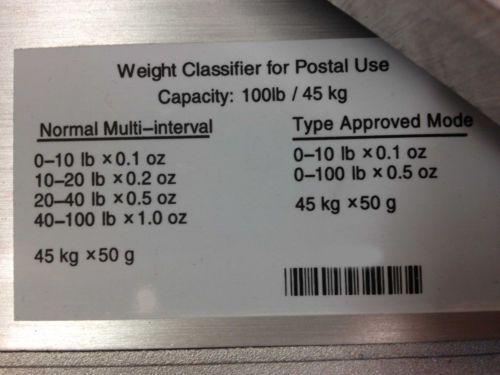 Weight Classifier for Postal Use
Capacity: 100lb / 45 kg
Normal Multi-interval
0-10 lb ×0.1 oz
10-20 lb ×0.2 oz
20-40 lb ×0.5 oz
40-100 lb ×1.0 oz
45 kg ×50 g
Type Approved Mode
0-10 lb ×0.1 oz
0-100 lb ×0.5 oz
45 kg ×50 g